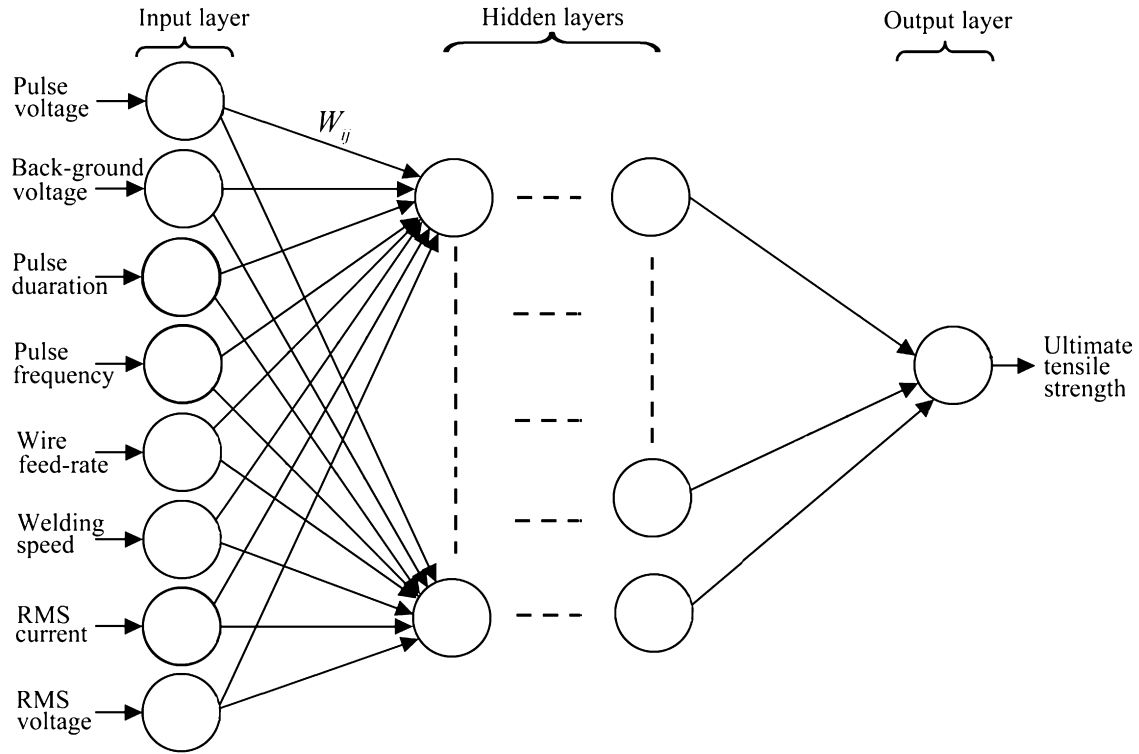 Input layer
Hidden layers
Output layer
Pulse
voltage
W_ij
Back-ground
voltage
Pulse
duaration
Pulse
frequency
Wire
feed-rate
Welding
speed
RMS
current
RMS
voltage
Ultimate
tensile
strength